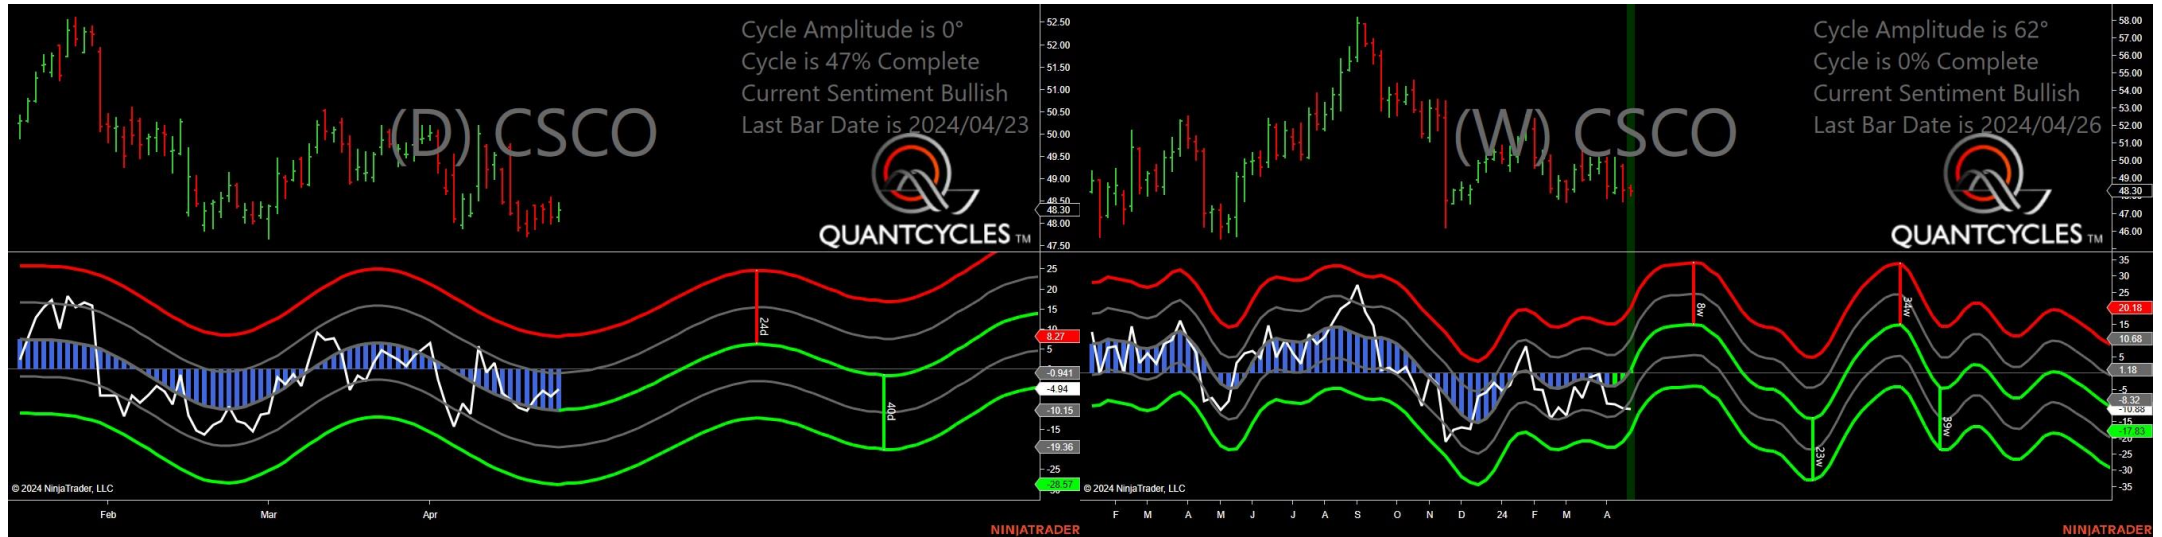 Cycle Amplitude is 0°
Cycle is 47% Complete
Current Sentiment Bullish
Last Bar Date is 2024/04/23
(D) CSCO
QUANTCYCLES TM
52.50
52.00
51.50
51.00
50.50
50.00
49.50
49.00
48.50
48.30
48.00
47.50
25
20
15
10
8.27
5
-0.941
-4.94
-10.15
-15
-19.36
-25
-28.57
24d
40d
© 2024 NinjaTrader, LLC
Feb Mar Apr
NINJATRADER
Cycle Amplitude is 62°
Cycle is 0% Complete
Current Sentiment Bullish
Last Bar Date is 2024/04/26
(W) CSCO
QUANTCYCLES TM
58.00
57.00
56.00
55.00
54.00
53.00
52.00
51.00
50.00
49.00
48.30
47.00
46.00
35
30
25
20.18
15
10.68
5
1.18
-5
-8.32
-10.88
-15
-17.83
-20
-25
-30
-35
8w
34w
23w
39w
© 2024 NinjaTrader, LLC
F M A M J J A S O N D 24 F M A
NINJATRADER